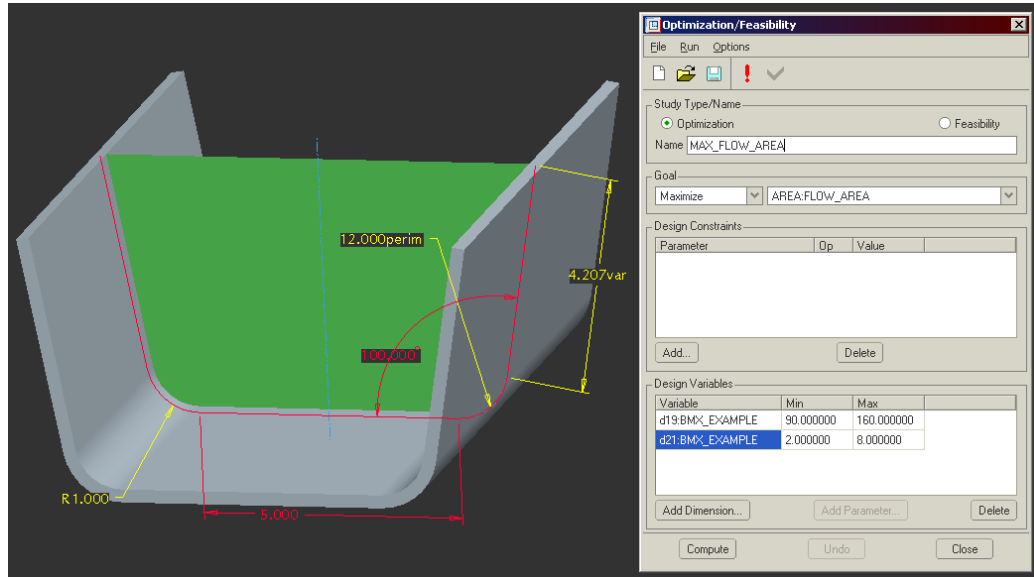 12.000perim
4.207var
100.000°
R1.000
5.000
Optimization/Feasibility
File Run Options
Study Type/Name
Optimization Feasibility
Name MAX_FLOW_AREA
Goal
Maximize AREA:FLOW_AREA
Design Constraints
Parameter Op Value
Add... Delete
Design Variables
Variable Min Max
d19:BMX_EXAMPLE 90.000000 160.000000
d21:BMX_EXAMPLE 2.000000 8.000000
Add Dimension... Add Parameter... Delete
Compute Undo Close